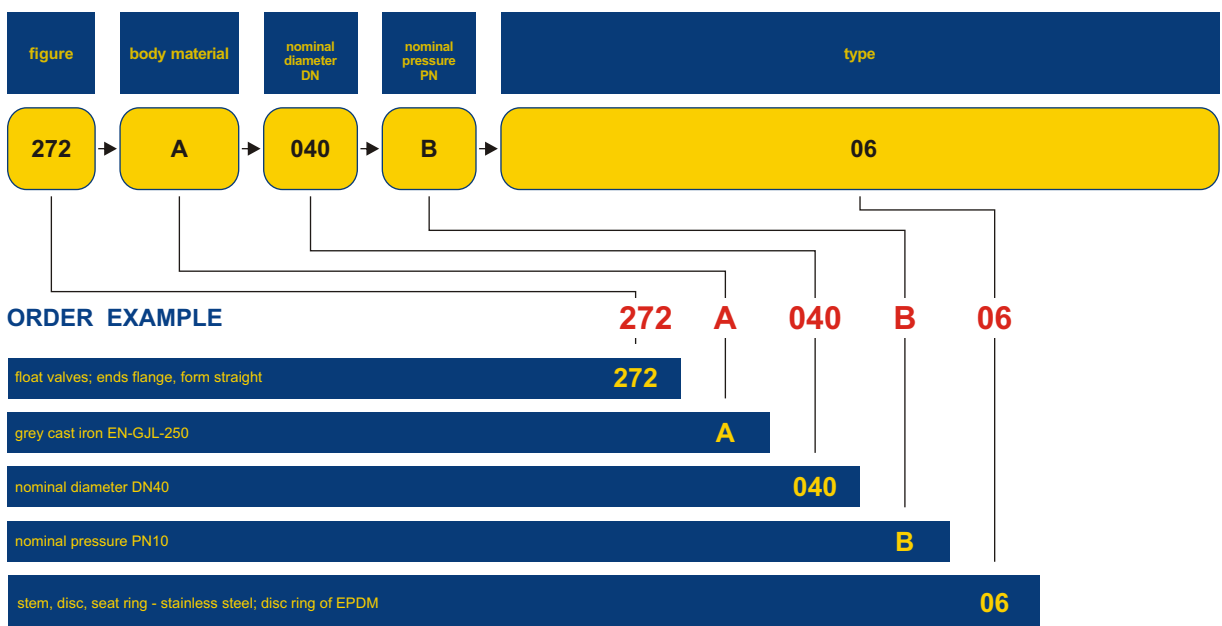 figure
body material
nominal
diameter
DN
nominal
pressure
PN
type
272
A
040
B
06
ORDER EXAMPLE
272 A 040 B 06
float valves; ends flange, form straight 272
grey cast iron EN-GJL-250 A
nominal diameter DN40 040
nominal pressure PN10 B
stem, disc, seat ring - stainless steel; disc ring of EPDM 06